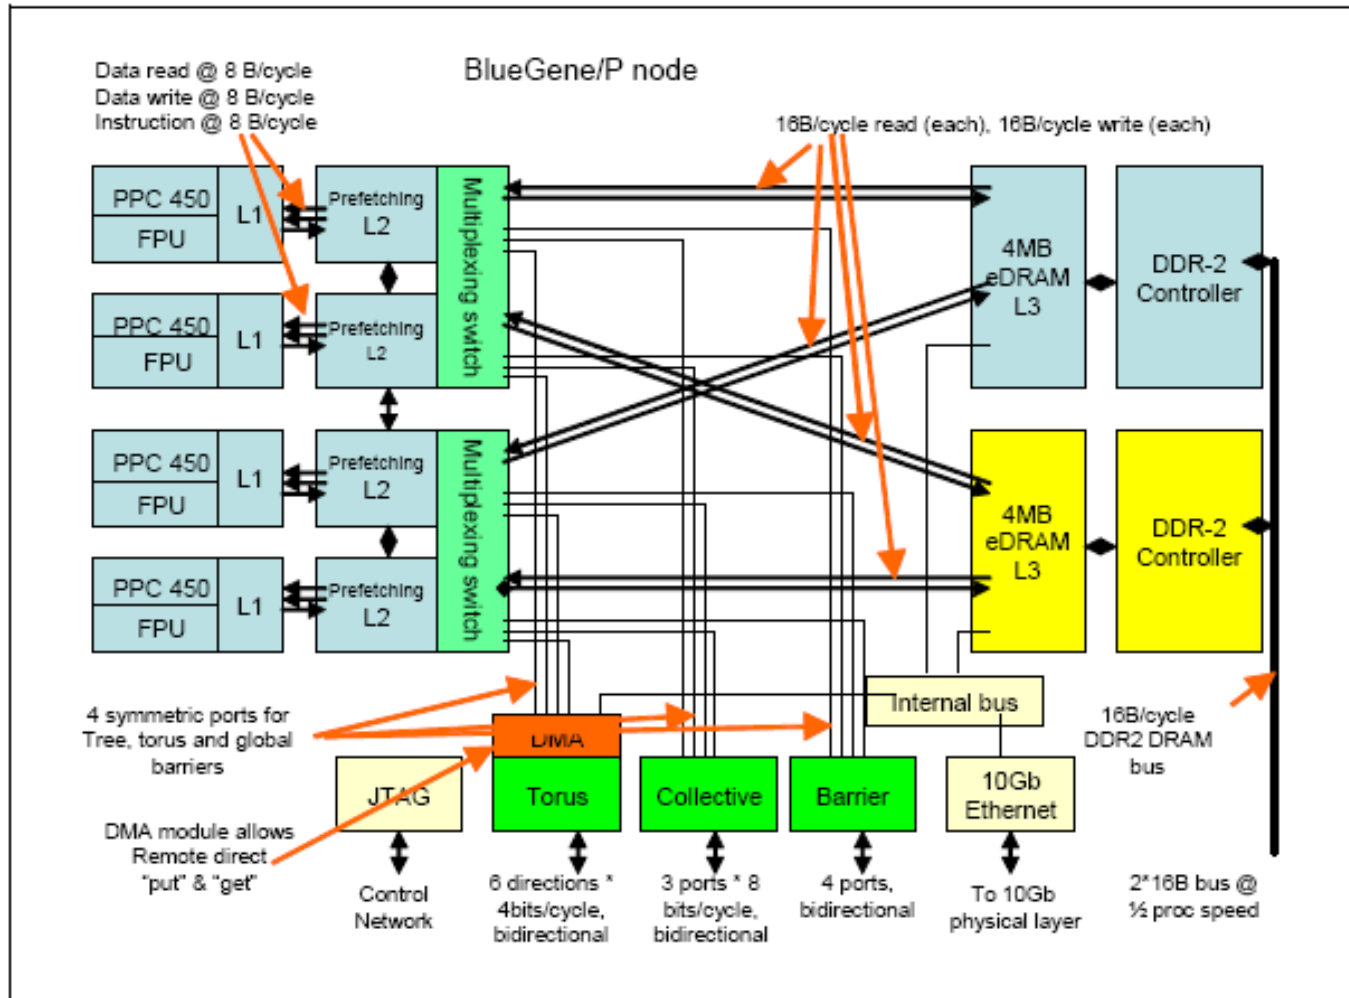 BlueGene/P node
Data read @ 8 B/cycle
Data write @ 8 B/cycle
Instruction @ 8 B/cycle
16B/cycle read (each), 16B/cycle write (each)
PPC 450
FPU
L1
Prefetching
L2
Multiplexing switch
PPC 450
FPU
L1
Prefetching
L2
4MB
eDRAM
L3
DDR-2
Controller
PPC 450
FPU
L1
Prefetching
L2
Multiplexing switch
PPC 450
FPU
L1
Prefetching
L2
4MB
eDRAM
L3
DDR-2
Controller
4 symmetric ports for
Tree, torus and global
barriers
Internal bus
16B/cycle
DDR2 DRAM
bus
DMA
JTAG
Torus
Collective
Barrier
10Gb
Ethernet
DMA module allows
Remote direct
“put” & “get”
Control
Network
6 directions *
4bits/cycle,
bidirectional
3 ports * 8
bits/cycle,
bidirectional
4 ports,
bidirectional
To 10Gb
physical layer
2*16B bus @
½ proc speed